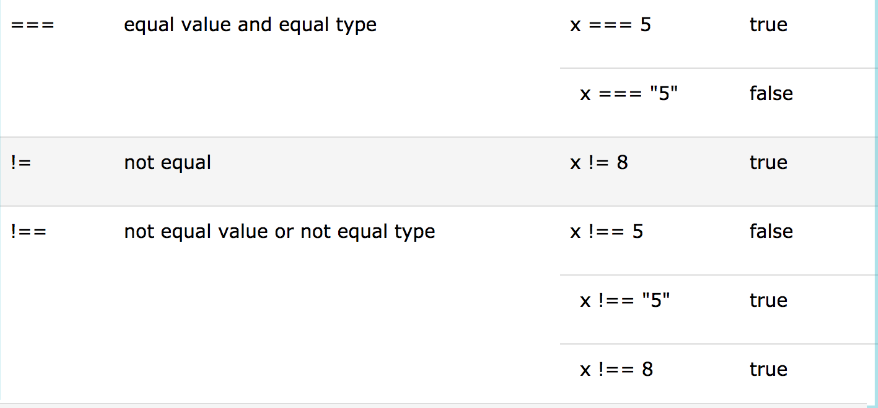 === equal value and equal type x === 5 true
x === "5" false
!= not equal x != 8 true
!== not equal value or not equal type x !== 5 false
x !== "5" true
x !== 8 true